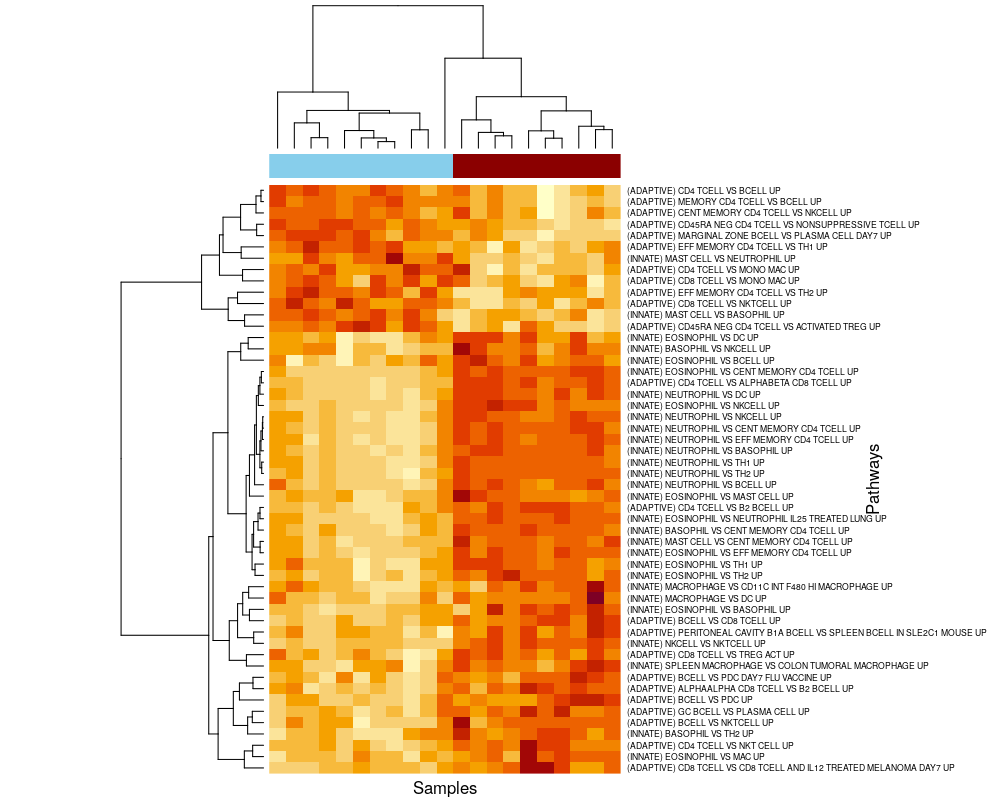 (ADAPTIVE) CD4 TCELL VS BCELL UP
(ADAPTIVE) MEMORY CD4 TCELL VS BCELL UP
(ADAPTIVE) CENT MEMORY CD4 TCELL VS NKCELL UP
(ADAPTIVE) CD45RA NEG CD4 TCELL VS NONSUPPRESSIVE TCELL UP
(ADAPTIVE) MARGINAL ZONE BCELL VS PLASMA CELL DAY7 UP
(ADAPTIVE) EFF MEMORY CD4 TCELL VS TH1 UP
(INNATE) MAST CELL VS NEUTROPHIL UP
(ADAPTIVE) CD4 TCELL VS MONO MAC UP
(ADAPTIVE) CD8 TCELL VS MONO MAC UP
(ADAPTIVE) EFF MEMORY CD4 TCELL VS TH2 UP
(ADAPTIVE) CD8 TCELL VS NKTCELL UP
(INNATE) MAST CELL VS BASOPHIL UP
(ADAPTIVE) CD45RA NEG CD4 TCELL VS ACTIVATED TREG UP
(INNATE) EOSINOPHIL VS DC UP
(INNATE) BASOPHIL VS NKCELL UP
(INNATE) EOSINOPHIL VS BCELL UP
(INNATE) EOSINOPHIL VS CENT MEMORY CD4 TCELL UP
(ADAPTIVE) CD4 TCELL VS ALPHABETA CD8 TCELL UP
(INNATE) NEUTROPHIL VS DC UP
(INNATE) EOSINOPHIL VS NKCELL UP
(INNATE) NEUTROPHIL VS NKCELL UP
(INNATE) NEUTROPHIL VS CENT MEMORY CD4 TCELL UP
(INNATE) NEUTROPHIL VS EFF MEMORY CD4 TCELL UP
(INNATE) NEUTROPHIL VS BASOPHIL UP
(INNATE) NEUTROPHIL VS TH1 UP
(INNATE) NEUTROPHIL VS TH2 UP
(INNATE) NEUTROPHIL VS BCELL UP
(INNATE) EOSINOPHIL VS MAST CELL UP
(ADAPTIVE) CD4 TCELL VS B2 BCELL UP
(INNATE) EOSINOPHIL VS NEUTROPHIL IL25 TREATED LUNG UP
(INNATE) BASOPHIL VS CENT MEMORY CD4 TCELL UP
(INNATE) MAST CELL VS CENT MEMORY CD4 TCELL UP
(INNATE) EOSINOPHIL VS EFF MEMORY CD4 TCELL UP
(INNATE) EOSINOPHIL VS TH1 UP
(INNATE) EOSINOPHIL VS TH2 UP
(INNATE) MACROPHAGE VS CD11C INT F480 HI MACROPHAGE UP
(INNATE) MACROPHAGE VS DC UP
(INNATE) EOSINOPHIL VS BASOPHIL UP
(ADAPTIVE) BCELL VS CD8 TCELL UP
(ADAPTIVE) PERITONEAL CAVITY B1A BCELL VS SPLEEN BCELL IN SLE2C1 MOUSE UP
(INNATE) NKCELL VS NKTCELL UP
(ADAPTIVE) CD8 TCELL VS TREG ACT UP
(INNATE) SPLEEN MACROPHAGE VS COLON TUMORAL MACROPHAGE UP
(ADAPTIVE) BCELL VS PDC DAY7 FLU VACCINE UP
(ADAPTIVE) ALPHAALPHA CD8 TCELL VS B2 BCELL UP
(ADAPTIVE) BCELL VS PDC UP
(ADAPTIVE) GC BCELL VS PLASMA CELL UP
(ADAPTIVE) BCELL VS NKTCELL UP
(INNATE) BASOPHIL VS TH2 UP
(ADAPTIVE) CD4 TCELL VS NKT CELL UP
(INNATE) EOSINOPHIL VS MAC UP
(ADAPTIVE) CD8 TCELL VS CD8 TCELL AND IL12 TREATED MELANOMA DAY7 UP
Pathways
Samples